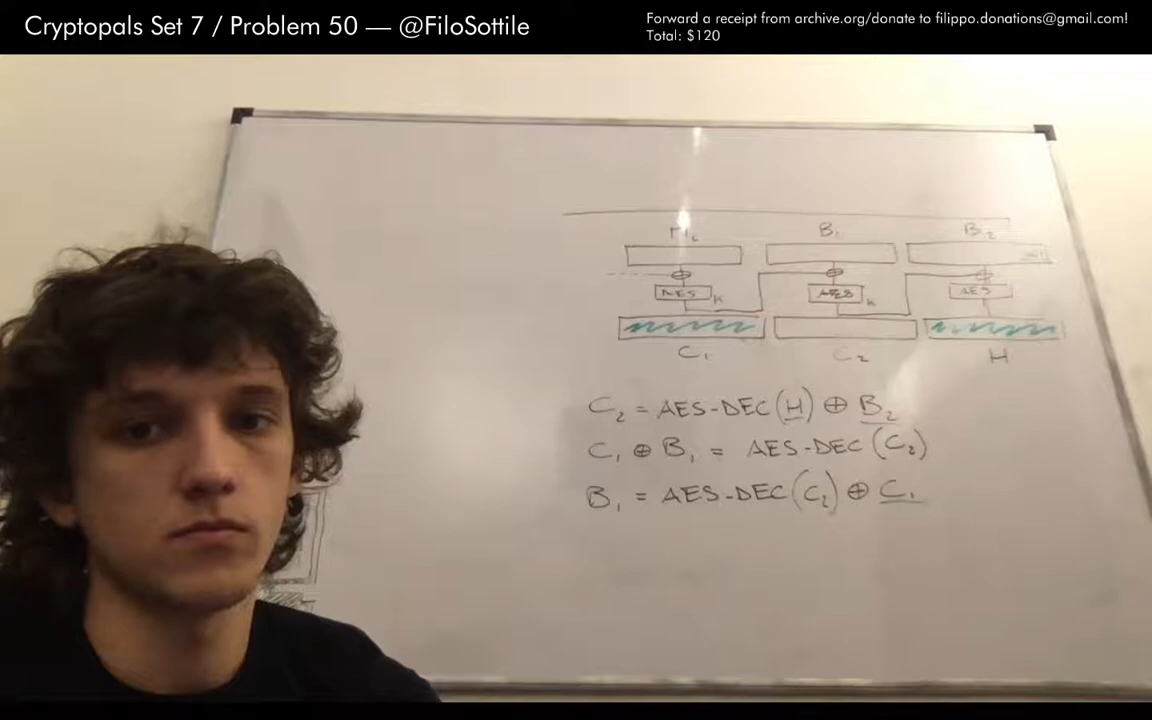 Cryptopals Set 7 / Problem 50 — @FiloSottile
Forward a receipt from archive.org/donate to filippo.donations@gmail.com!
Total: $120
B₁ B₂
AES K AES K AES
C₁ C₂ H
C₂ = AES-DEC(H) ⊕ B₂
C₁ ⊕ B₁ = AES-DEC(C₂)
B₁ = AES-DEC(C₂) ⊕ C₁